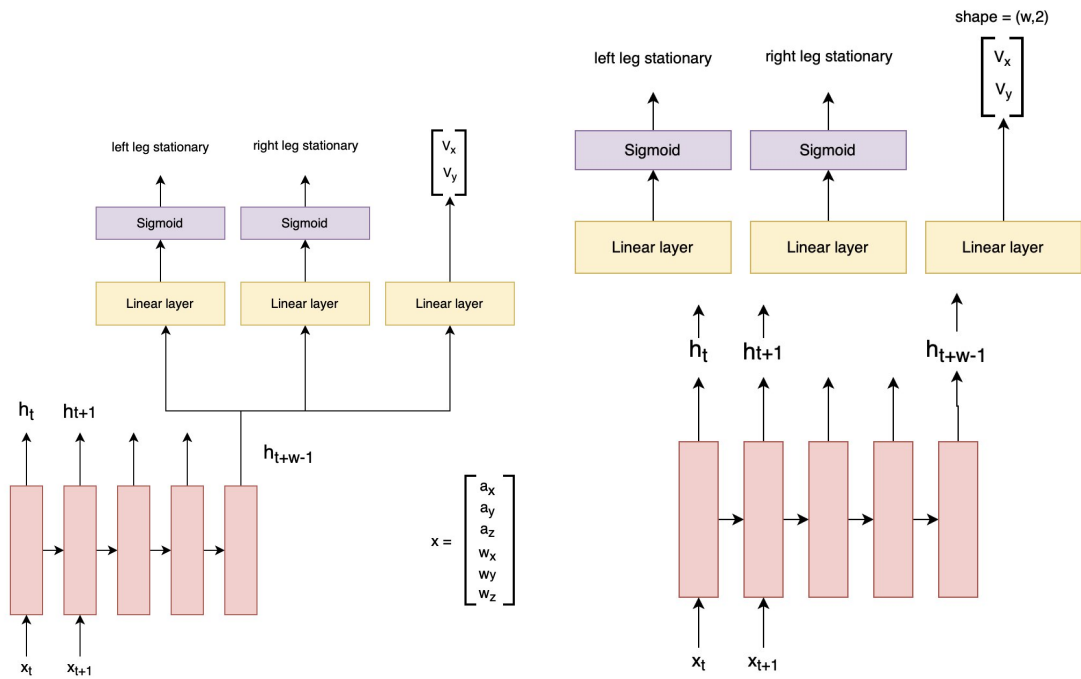 left leg stationary
right leg stationary
Vx
Vy
Sigmoid
Sigmoid
Linear layer
Linear layer
Linear layer
ht
ht+1
ht+w-1
x =
ax
ay
az
wx
wy
wz
xt
xt+1
shape = (w,2)
left leg stationary
right leg stationary
Vx
Vy
Sigmoid
Sigmoid
Linear layer
Linear layer
Linear layer
ht
ht+1
ht+w-1
xt
xt+1